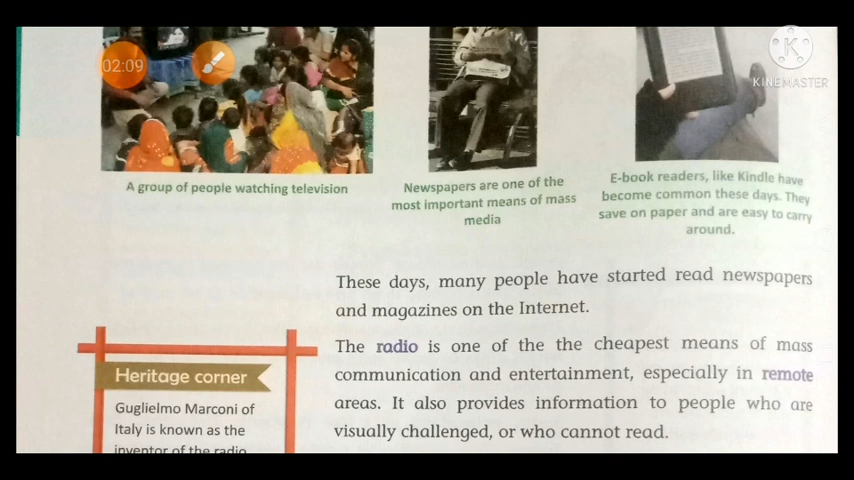 02:09
K
KINEMASTER
A group of people watching television
Newspapers are one of the
most important means of mass
media
E-book readers, like Kindle have
become common these days. They
save on paper and are easy to carry
around.
These days, many people have started read newspapers
and magazines on the Internet.
The radio is one of the the cheapest means of mass
communication and entertainment, especially in remote
areas. It also provides information to people who are
visually challenged, or who cannot read.
Heritage corner
Guglielmo Marconi of
Italy is known as the
inventor of the radio